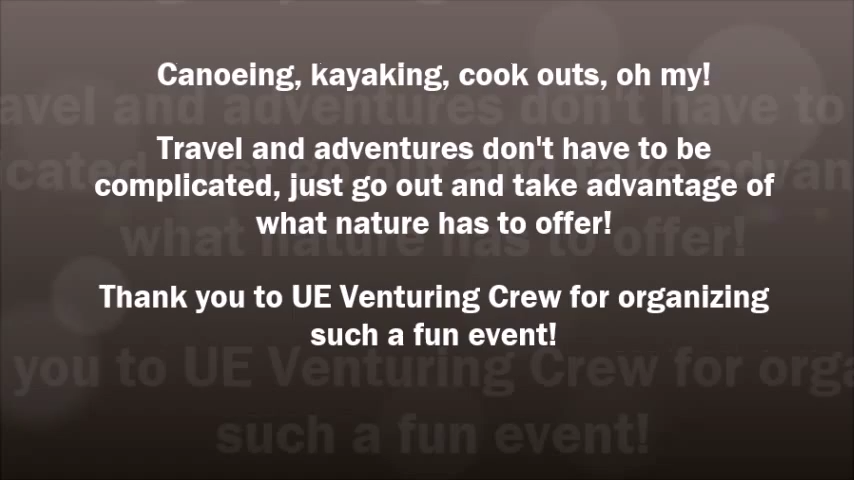 Canoeing, kayaking, cook outs, oh my!
Travel and adventures don't have to be
complicated, just go out and take advantage of
what nature has to offer!
Thank you to UE Venturing Crew for organizing
such a fun event!